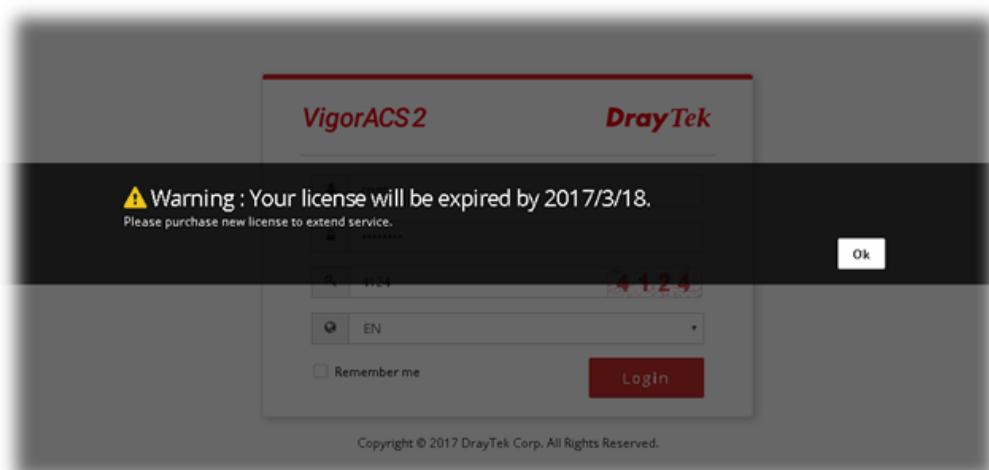 VigorACS 2
DrayTek
Warning : Your license will be expired by 2017/3/18.
Please purchase new license to extend service.
Ok
4124
4124
EN
Remember me
Login
Copyright © 2017 DrayTek Corp. All Rights Reserved.